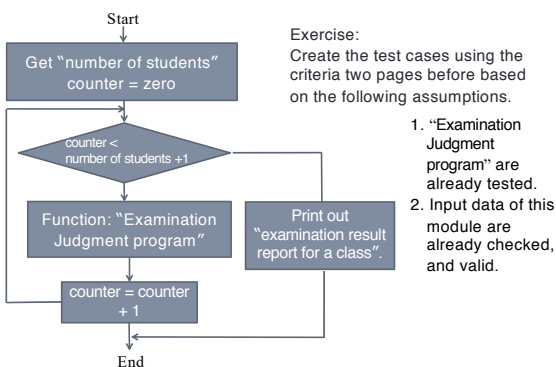 Start
Get “number of students”
counter = zero
counter <
number of students +1
Function: “Examination
Judgment program”
counter = counter
+ 1
End
Print out
“examination result
report for a class”.
Exercise:
Create the test cases using the
criteria two pages before based
on the following assumptions.
1. “Examination
Judgment
program” are
already tested.
2. Input data of this
module are
already checked,
and valid.